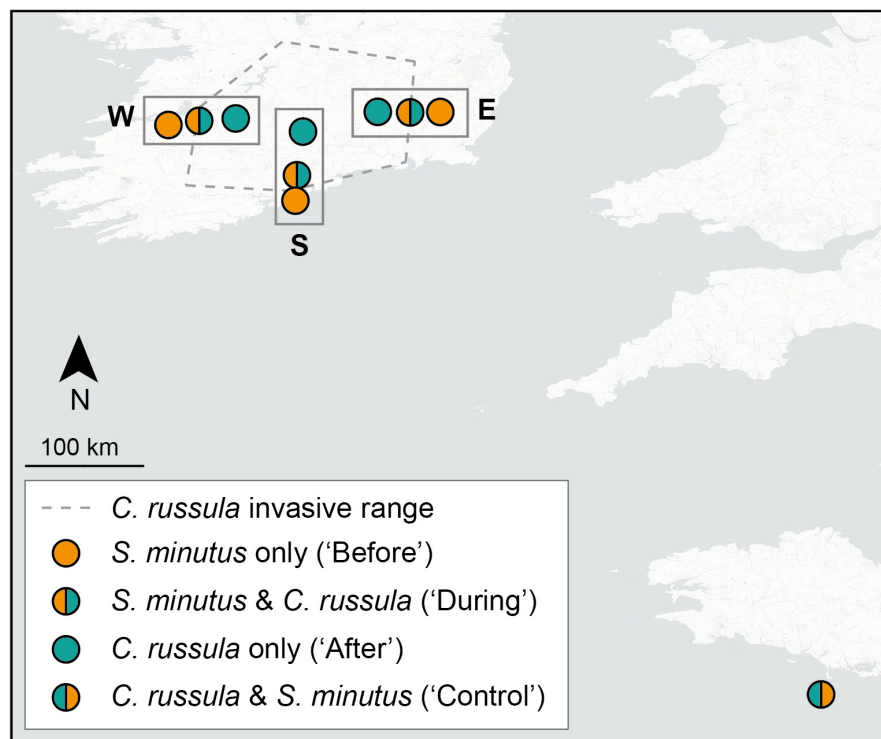 W
E
S
N
100 km
C. russula invasive range
S. minutus only (‘Before’)
S. minutus & C. russula (‘During’)
C. russula only (‘After’)
C. russula & S. minutus (‘Control’)